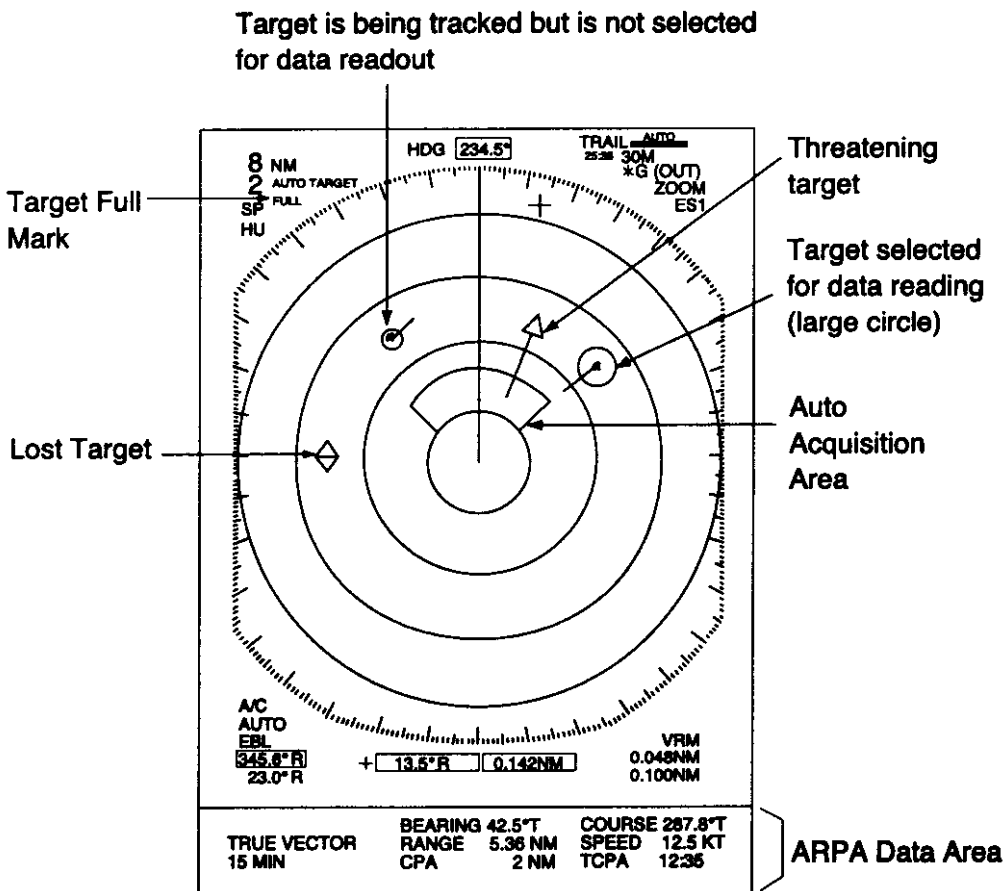 Target is being tracked but is not selected
for data readout
8 NM
2 AUTO TARGET
FULL
SP
HU
HDG 234.5°
TRAIL AUTO
25:36 30M
*G (OUT)
ZOOM
ES1
Target Full
Mark
Threatening
target
Target selected
for data reading
(large circle)
Auto
Acquisition
Area
Lost Target
A/C
AUTO
EBL
345.6° R
23.0° R
+ 13.5° R 0.142NM
VRM
0.048NM
0.100NM
TRUE VECTOR
15 MIN
BEARING 42.5°T
RANGE 5.36 NM
CPA 2 NM
COURSE 287.8°T
SPEED 12.5 KT
TCPA 12:35
ARPA Data Area